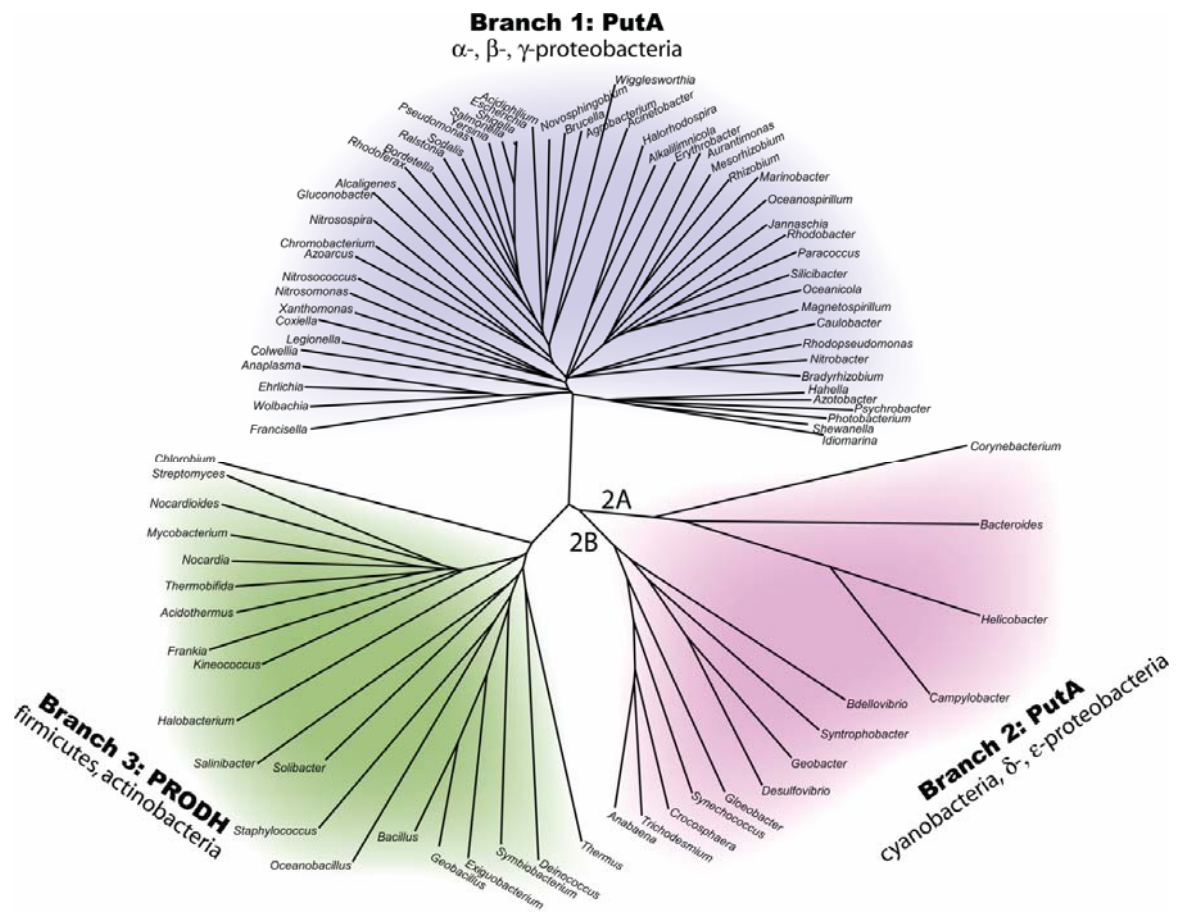 Branch 1: PutA
α-, β-, γ-proteobacteria
Wigglesworthia
Acidiphilium
Escherichia
Shigella
Salmonella
Yersinia
Pseudomonas
Novosphingobium
Brucella
Agrobacterium
Acinetobacter
Halorhodospira
Alkalilimnicola
Erythrobacter
Aurantimonas
Mesorhizobium
Rhizobium
Marinobacter
Oceanospirillum
Jannaschia
Rhodobacter
Paracoccus
Silicibacter
Oceanicola
Magnetospirillum
Caulobacter
Rhodopseudomonas
Nitrobacter
Bradyrhizobium
Hahella
Azotobacter
Psychrobacter
Photobacterium
Shewanella
Idiomarina
Sodalis
Ralstonia
Bordetella
Rhodoferax
Alcaligenes
Gluconobacter
Nitrosospira
Chromobacterium
Azoarcus
Nitrosococcus
Nitrosomonas
Xanthomonas
Coxiella
Legionella
Colwellia
Anaplasma
Ehrlichia
Wolbachia
Francisella
Corynebacterium
2A
Bacteroides
2B
Helicobacter
Campylobacter
Bdellovibrio
Syntrophobacter
Geobacter
Desulfovibrio
Gloeobacter
Synechococcus
Crocosphaera
Trichodesmium
Anabaena
Branch 2: PutA
cyanobacteria, δ-, ε-proteobacteria
Chlorobium
Streptomyces
Nocardioides
Mycobacterium
Nocardia
Thermobifida
Acidothermus
Frankia
Kineococcus
Halobacterium
Salinibacter
Solibacter
Staphylococcus
Oceanobacillus
Bacillus
Geobacillus
Exiguobacterium
Symbiobacterium
Deinococcus
Thermus
Branch 3: PRODH
firmicutes, actinobacteria